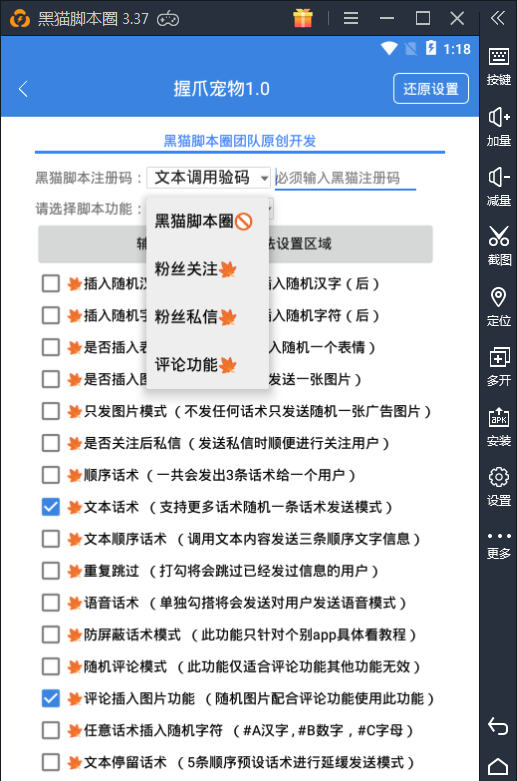 黑猫脚本圈 3.37
1:18
握爪宠物1.0
还原设置
黑猫脚本圈团队原创开发
黑猫脚本注册码：
文本调用验码
必须输入黑猫注册码
请选择脚本功能：
黑猫脚本圈
粉丝关注
粉丝私信
评论功能
法设置区域
插入随机汉
插入随机汉字（后）
插入随机字
插入随机字符（后）
是否插入表
入随机一个表情）
是否插入图
发送一张图片）
只发图片模式（不发任何话术只发送随机一张广告图片）
是否关注后私信（发送私信时顺便进行关注用户）
顺序话术（一共会发出3条话术给一个用户）
文本话术（支持更多话术随机一条话术发送模式）
文本顺序话术（调用文本内容发送三条顺序文字信息）
重复跳过（打勾将会跳过已经发过信息的用户）
语音话术（单独勾搭将会发送对用户发送语音模式）
防屏蔽话术模式（此功能只针对个别app具体看教程）
随机评论模式（此功能仅适合评论功能其他功能无效）
评论插入图片功能（随机图片配合评论功能使用此功能）
任意话术插入随机字符（#A汉字,#B数字，#C字母）
文本停留话术（5条顺序预设话术进行延缓发送模式）
按键
加量
减量
截图
定位
多开
APK
安装
设置
更多